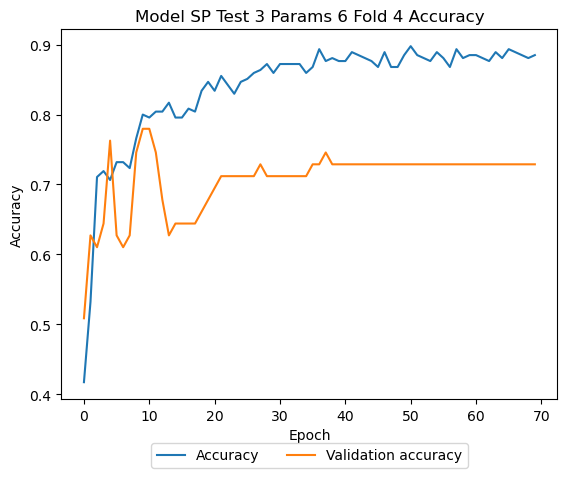 Model SP Test 3 Params 6 Fold 4 Accuracy
0.9
0.8
0.7
0.6
0.5
0.4
Accuracy
0 10 20 30 40 50 60 70
Epoch
Accuracy Validation accuracy